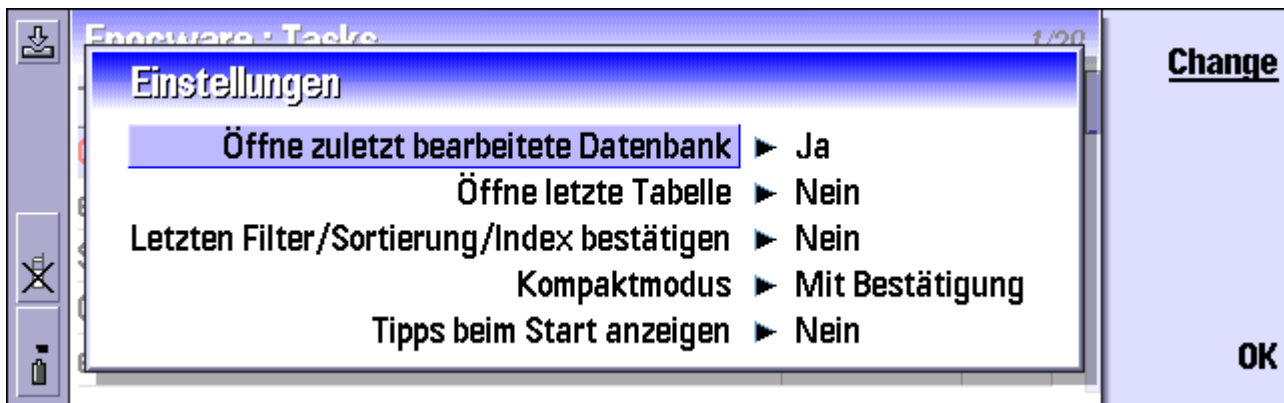 Epocware : Tasks 1/20
Change
Einstellungen
Öffne zuletzt bearbeitete Datenbank ► Ja
Öffne letzte Tabelle ► Nein
Letzten Filter/Sortierung/Index bestätigen ► Nein
Kompaktmodus ► Mit Bestätigung
Tipps beim Start anzeigen ► Nein
OK